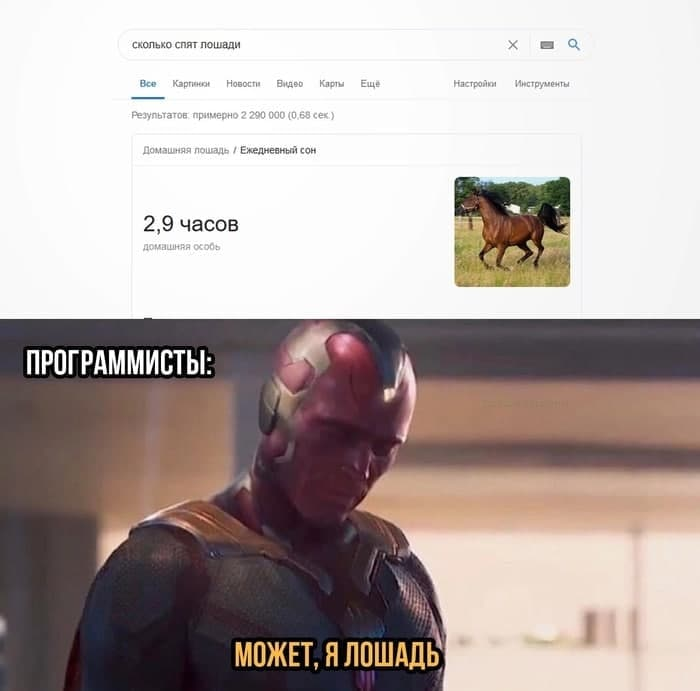 сколько спят лошади
Все Картинки Новости Видео Карты Ещё Настройки Инструменты
Результатов: примерно 2 290 000 (0,68 сек.)
Домашняя лошадь / Ежедневный сон
2,9 часов
домашняя особь
ПРОГРАММИСТЫ:
МОЖЕТ, Я ЛОШАДЬ